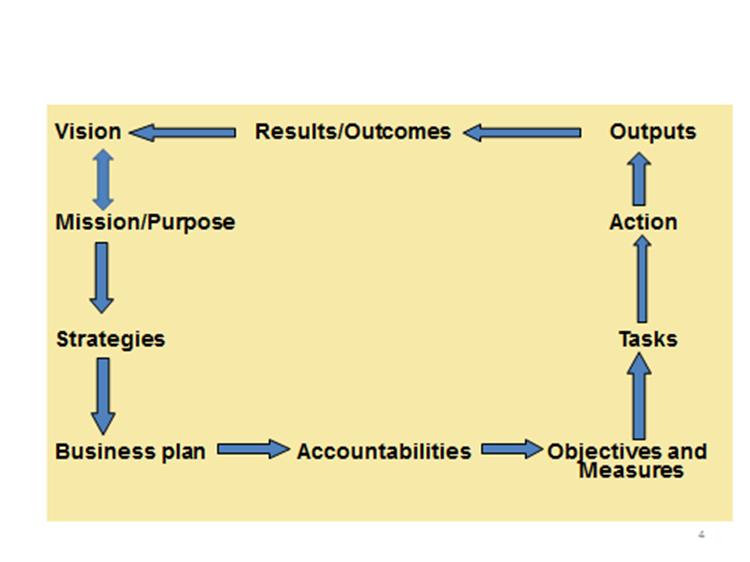 Vision Results/Outcomes Outputs
Mission/Purpose Action
Strategies Tasks
Business plan Accountabilities Objectives and
Measures
4